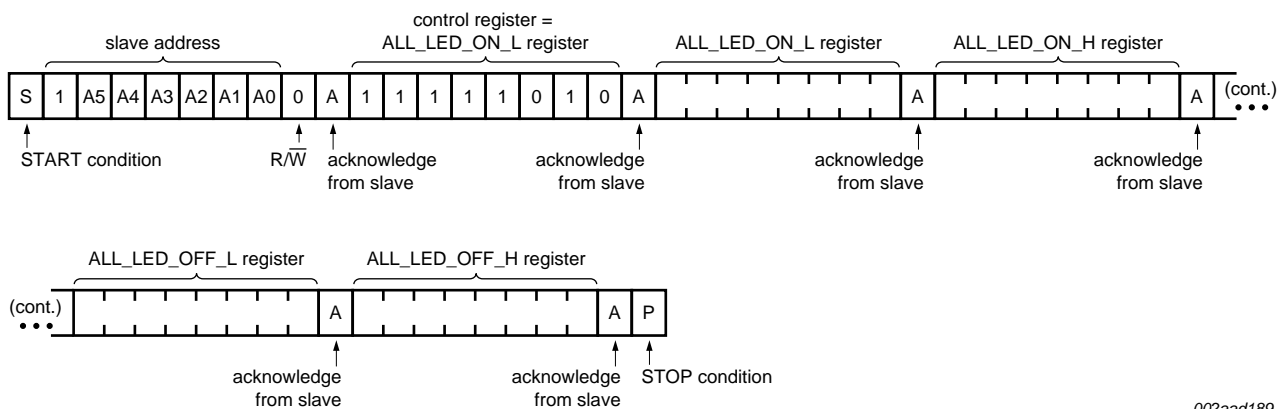 control register =
slave address ALL_LED_ON_L register ALL_LED_ON_L register ALL_LED_ON_H register
S 1 A5 A4 A3 A2 A1 A0 0 A 1 1 1 1 1 0 1 0 A A A (cont.)
START condition R/W̅ acknowledge acknowledge acknowledge acknowledge
from slave from slave from slave from slave
ALL_LED_OFF_L register ALL_LED_OFF_H register
(cont.) A A P
acknowledge acknowledge STOP condition
from slave from slave
002aad189